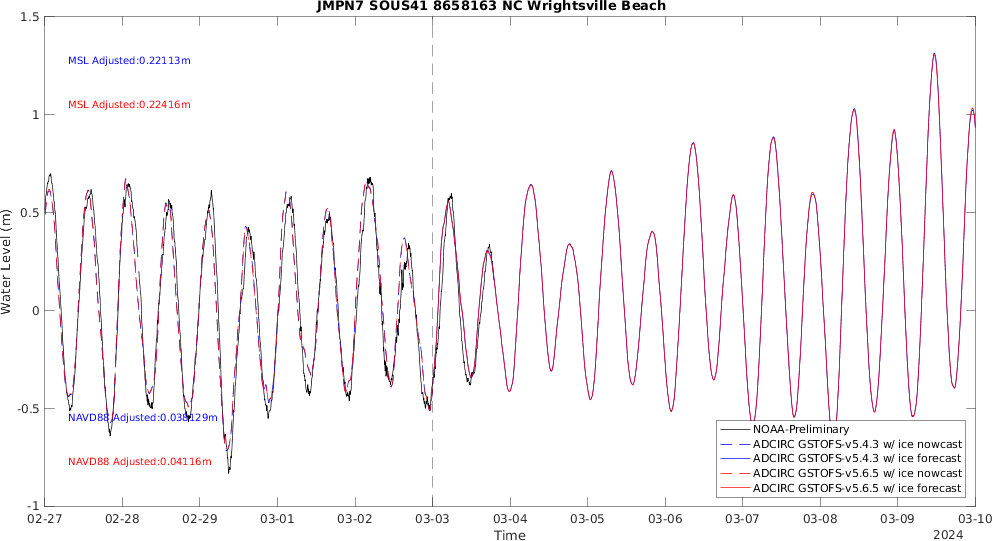 JMPN7 SOUS41 8658163 NC Wrightsville Beach
1.5
1
0.5
0
-0.5
-1
Water Level (m)
MSL Adjusted:0.22113m
MSL Adjusted:0.22416m
NAVD88 Adjusted:0.038129m
NAVD88 Adjusted:0.04116m
NOAA-Preliminary
ADCIRC GSTOFS-v5.4.3 w/ ice nowcast
ADCIRC GSTOFS-v5.4.3 w/ ice forecast
ADCIRC GSTOFS-v5.6.5 w/ ice nowcast
ADCIRC GSTOFS-v5.6.5 w/ ice forecast
02-27 02-28 02-29 03-01 03-02 03-03 03-04 03-05 03-06 03-07 03-08 03-09 03-10
Time
2024